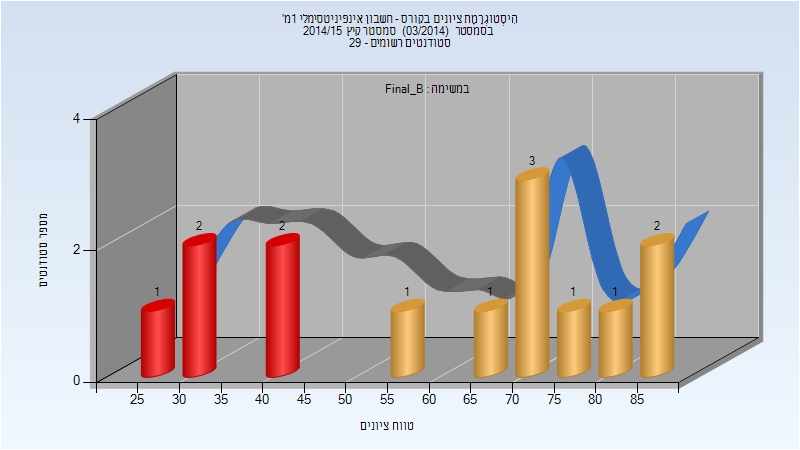 היסטוגרמת ציונים בקורס - חשבון אינפיניטסימלי 1מ'
בסמסטר (03/2014) סמסטר קיץ 2014/15
סטודנטים רשומים - 29
במשימה : Final_B
מספר סטודנטים
4
2
0
1
2
2
1
1
3
1
1
2
25 30 35 40 45 50 55 60 65 70 75 80 85
טווח ציונים